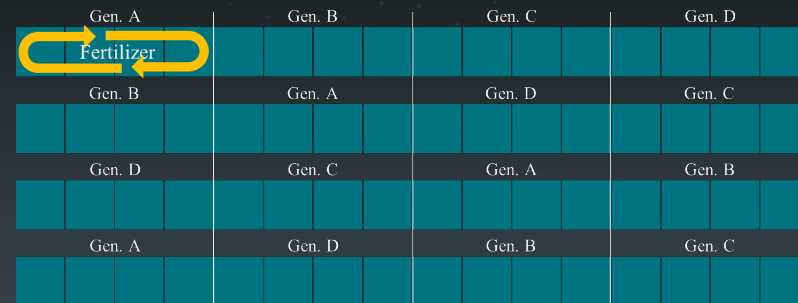 Gen. A Gen. B Gen. C Gen. D
Fertilizer
Gen. B Gen. A Gen. D Gen. C
Gen. D Gen. C Gen. A Gen. B
Gen. A Gen. D Gen. B Gen. C